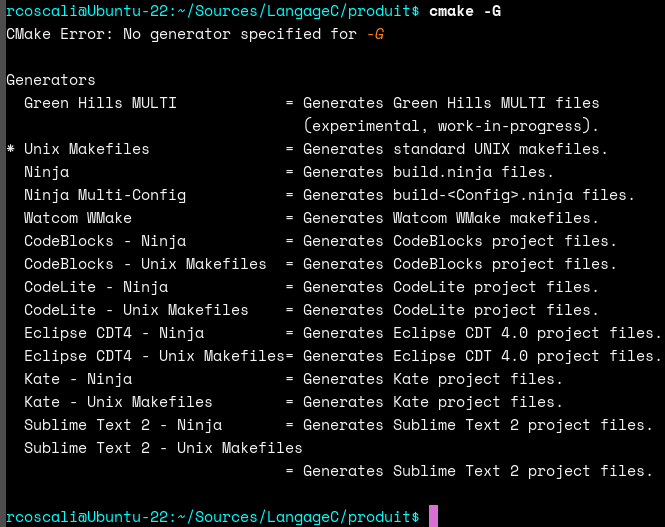 rcoscali@Ubuntu-22:~/Sources/LangageC/produit$ cmake -G
CMake Error: No generator specified for -G

Generators
  Green Hills MULTI            = Generates Green Hills MULTI files
                                 (experimental, work-in-progress).
* Unix Makefiles               = Generates standard UNIX makefiles.
  Ninja                        = Generates build.ninja files.
  Ninja Multi-Config           = Generates build-<Config>.ninja files.
  Watcom WMake                 = Generates Watcom WMake makefiles.
  CodeBlocks - Ninja           = Generates CodeBlocks project files.
  CodeBlocks - Unix Makefiles  = Generates CodeBlocks project files.
  CodeLite - Ninja             = Generates CodeLite project files.
  CodeLite - Unix Makefiles    = Generates CodeLite project files.
  Eclipse CDT4 - Ninja         = Generates Eclipse CDT 4.0 project files.
  Eclipse CDT4 - Unix Makefiles= Generates Eclipse CDT 4.0 project files.
  Kate - Ninja                 = Generates Kate project files.
  Kate - Unix Makefiles        = Generates Kate project files.
  Sublime Text 2 - Ninja       = Generates Sublime Text 2 project files.
  Sublime Text 2 - Unix Makefiles
                               = Generates Sublime Text 2 project files.

rcoscali@Ubuntu-22:~/Sources/LangageC/produit$